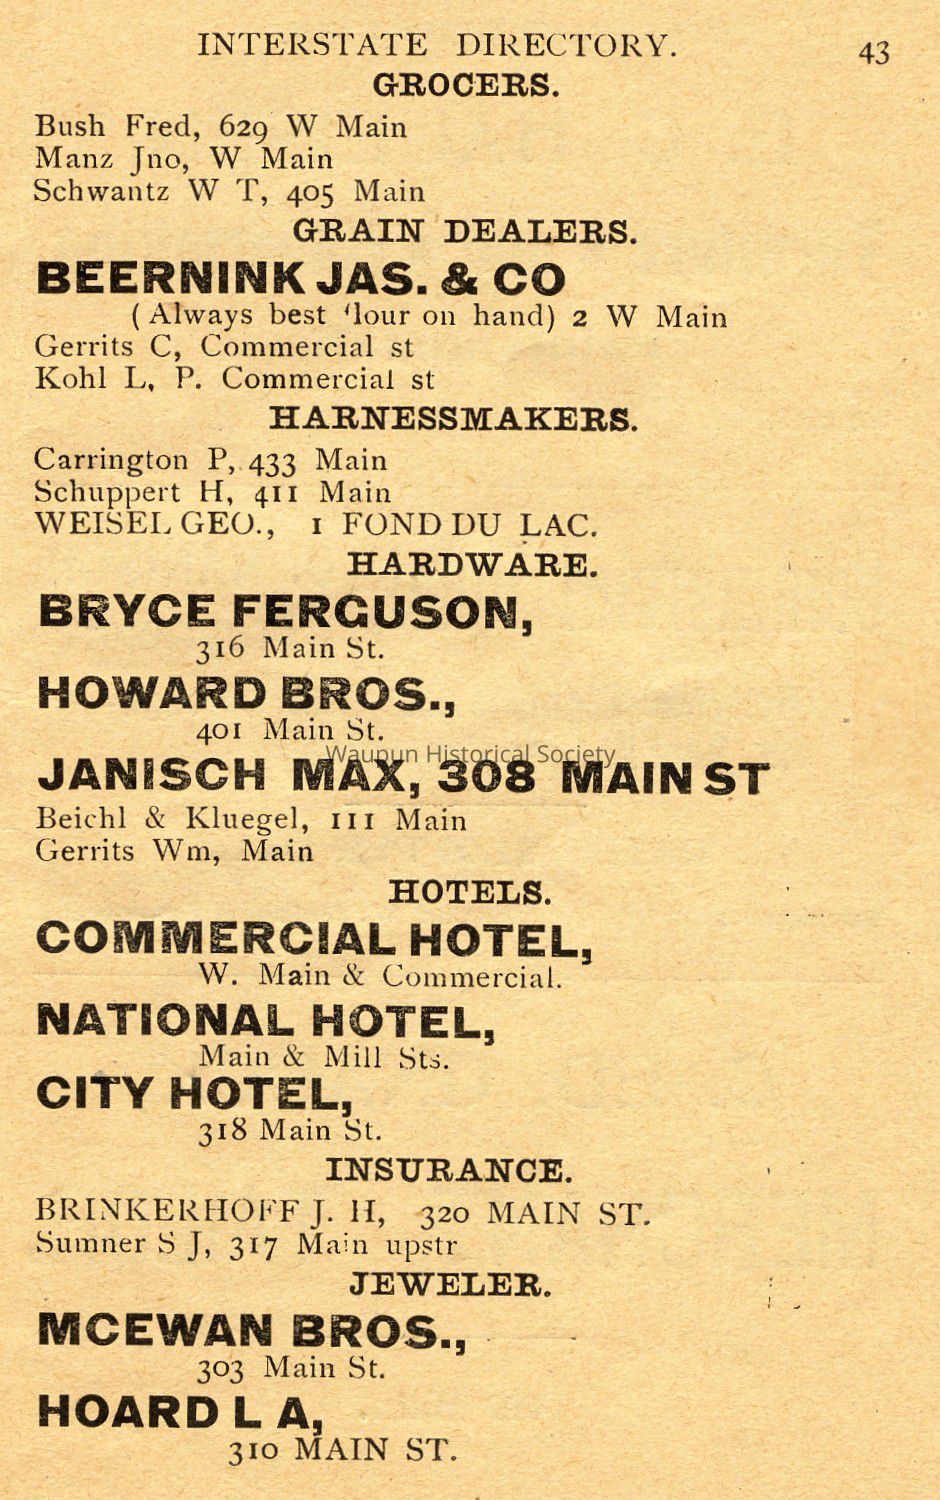 INTERSTATE DIRECTORY. 43
GROCERS.
Bush Fred, 629 W Main
Manz Jno, W Main
Schwantz W T, 405 Main
GRAIN DEALERS.
BEERNINK JAS. & CO
(Always best 'lour on hand) 2 W Main
Gerrits C, Commercial st
Kohl L, P. Commercial st
HARNESSMAKERS.
Carrington P, 433 Main
Schuppert H, 411 Main
WEISEL GEO., 1 FOND DU LAC.
HARDWARE.
BRYCE FERGUSON,
316 Main St.
HOWARD BROS.,
401 Main St.
Waupun Historical Society
JANISCH MAX, 308 MAIN ST
Beichl & Kluegel, 111 Main
Gerrits Wm, Main
HOTELS.
COMMERCIAL HOTEL,
W. Main & Commercial.
NATIONAL HOTEL,
Main & Mill Sts.
CITY HOTEL,
318 Main St.
INSURANCE.
BRINKERHOFF J. H, 320 MAIN ST.
Sumner S J, 317 Main upstr
JEWELER.
MCEWAN BROS.,
303 Main St.
HOARD L A,
310 MAIN ST.